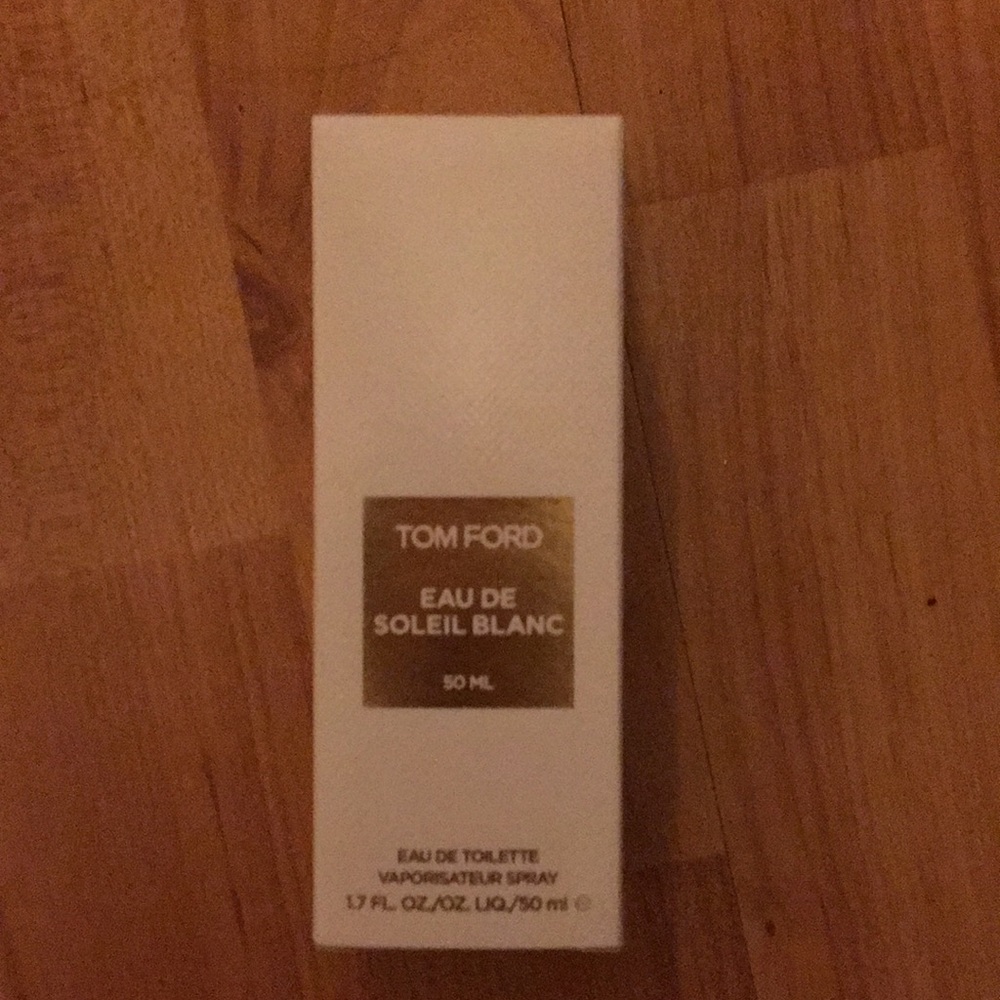 TOM FORD
EAU DE
SOLEIL BLANC
50 ML
EAU DE TOILETTE
VAPORISATEUR SPRAY
1.7 FL. OZ./OZ. LIQ./50 ml ℮